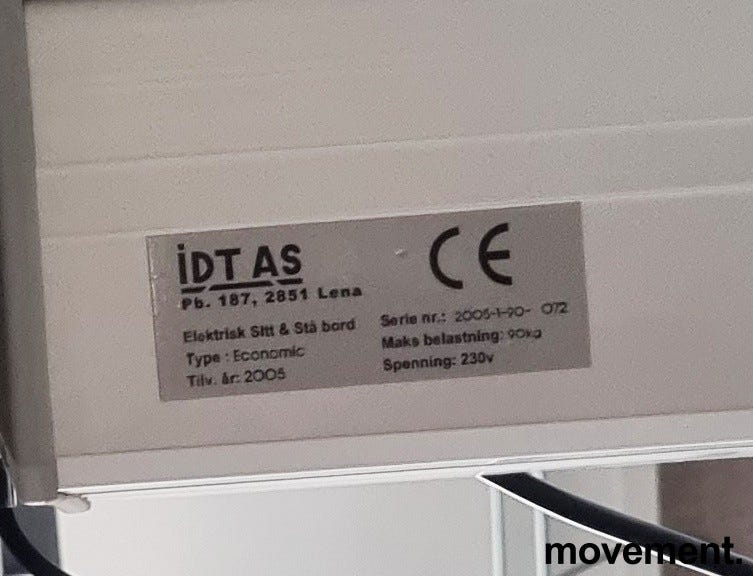 İDT AS
Pb. 187, 2851 Lena
Elektrisk Sitt & Stå bord
Type : Economic
Tilv. år: 2005
CE
Serie nr.: 2005-1-90- 072
Maks belastning: 90kg
Spenning: 230v
movement.